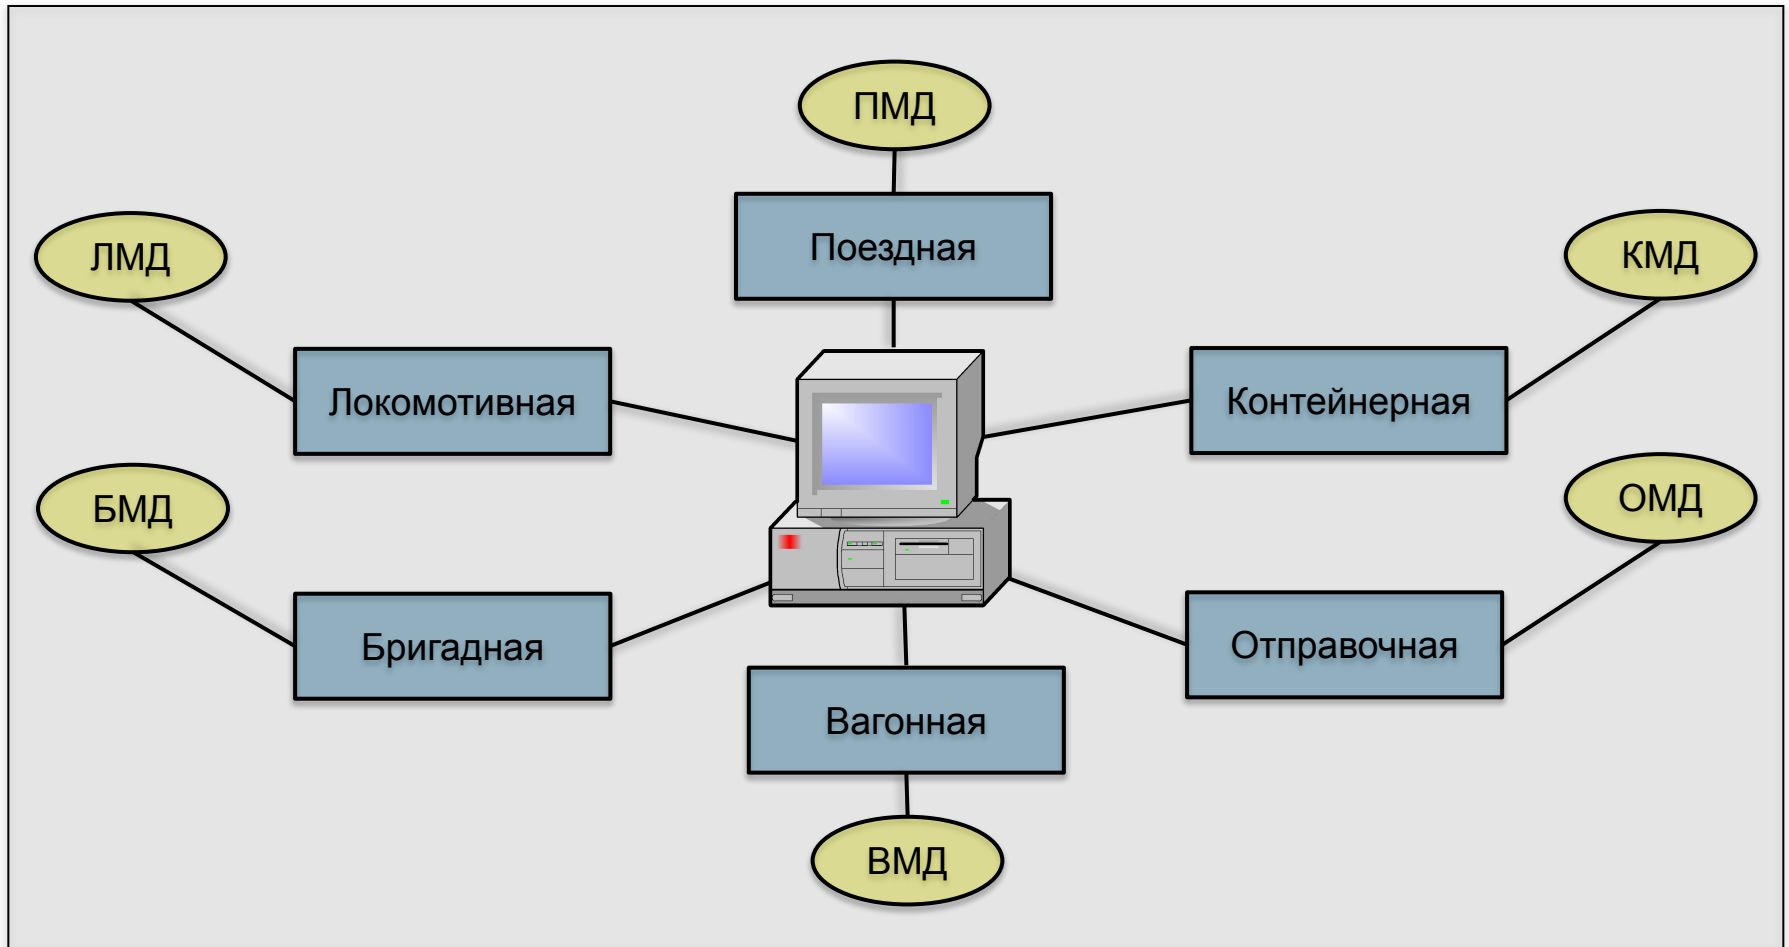 ПМД
Поездная
ЛМД
КМД
Локомотивная
Контейнерная
БМД
ОМД
Бригадная
Отправочная
Вагонная
ВМД